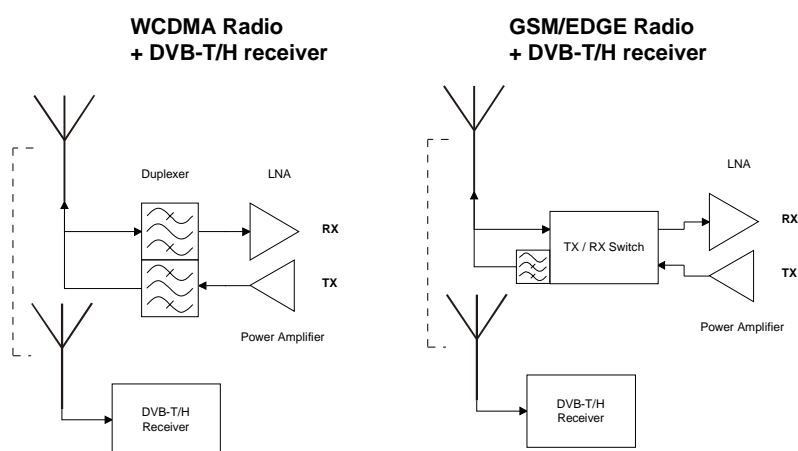 WCDMA Radio
+ DVB-T/H receiver
Duplexer
LNA
RX
TX
Power Amplifier
DVB-T/H
Receiver
GSM/EDGE Radio
+ DVB-T/H receiver
LNA
RX
TX / RX Switch
TX
Power Amplifier
DVB-T/H
Receiver